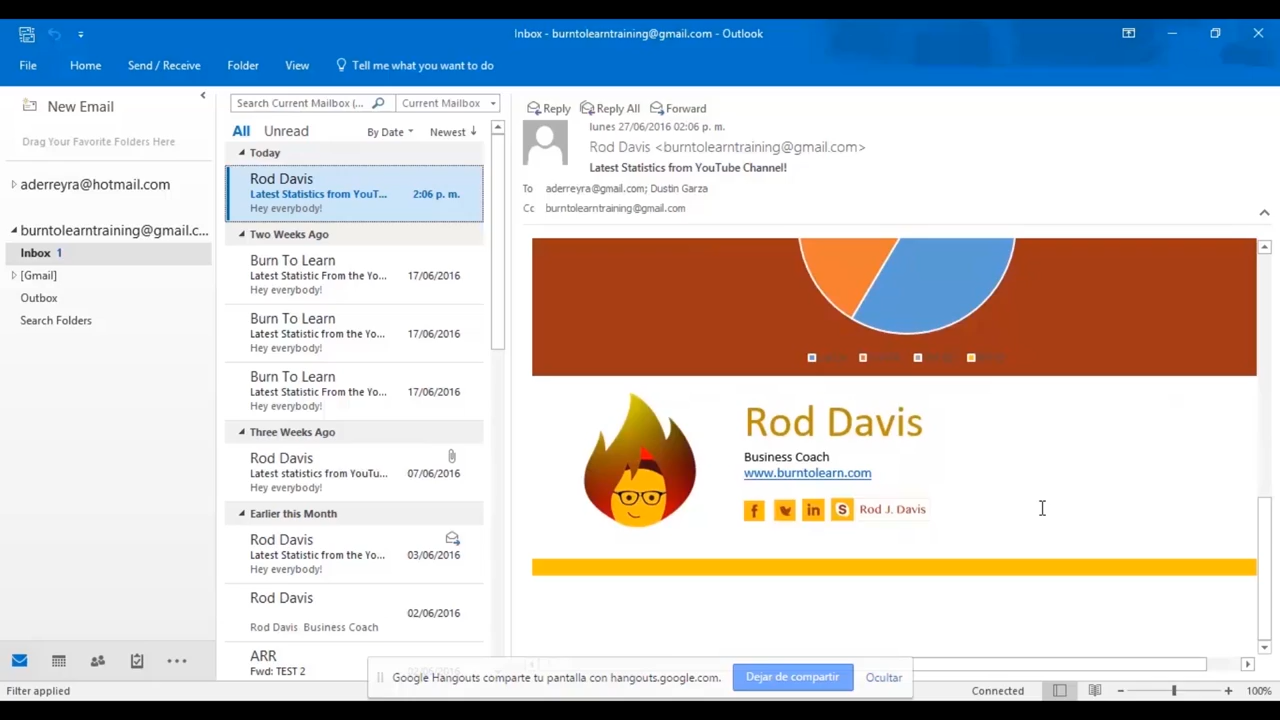 Inbox - burntolearntraining@gmail.com - Outlook
File Home Send / Receive Folder View Tell me what you want to do
New Email
Drag Your Favorite Folders Here
aderreyra@hotmail.com
burntolearntraining@gmail.c...
Inbox 1
[Gmail]
Outbox
Search Folders
Search Current Mailbox (... Current Mailbox
All Unread By Date Newest ↓
Today
Rod Davis
Latest Statistics from YouT... 2:06 p. m.
Hey everybody!
Two Weeks Ago
Burn To Learn
Latest Statistic From the Yo... 17/06/2016
Hey everybody!
Burn To Learn
Latest Statistic from the Yo... 17/06/2016
Hey everybody!
Burn To Learn
Latest Statistic From the Yo... 17/06/2016
Hey everybody!
Three Weeks Ago
Rod Davis
Latest statistics from YouTu... 07/06/2016
Hey everybody!
Earlier this Month
Rod Davis
Latest Statistic from the Yo... 03/06/2016
Hey everybody!
Rod Davis
02/06/2016
Rod Davis Business Coach
ARR
Fwd: TEST 2
Reply Reply All Forward
lunes 27/06/2016 02:06 p. m.
Rod Davis <burntolearntraining@gmail.com>
Latest Statistics from YouTube Channel!
To aderreyra@gmail.com; Dustin Garza
Cc burntolearntraining@gmail.com
Rod Davis
Business Coach
www.burntolearn.com
Rod J. Davis
Google Hangouts comparte tu pantalla con hangouts.google.com. Dejar de compartir Ocultar
Filter applied
Connected
100%